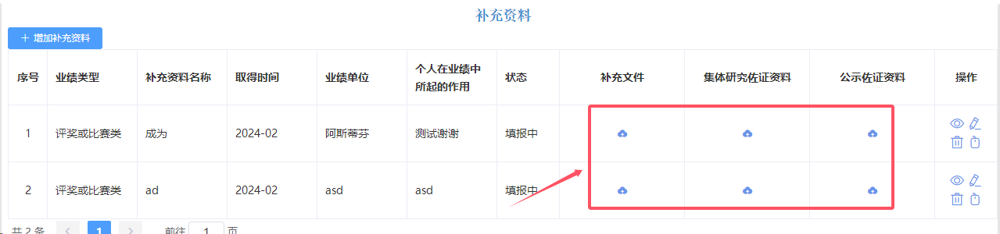 补充资料
增加补充资料
序号 业绩类型 补充资料名称 取得时间 业绩单位 个人在业绩中所起的作用 状态 补充文件 集体研究佐证资料 公示佐证资料 操作
1 评奖或比赛类 成为 2024-02 阿斯蒂芬 测试谢谢 填报中
2 评奖或比赛类 ad 2024-02 asd asd 填报中
共 2 条 1 前往 1 页